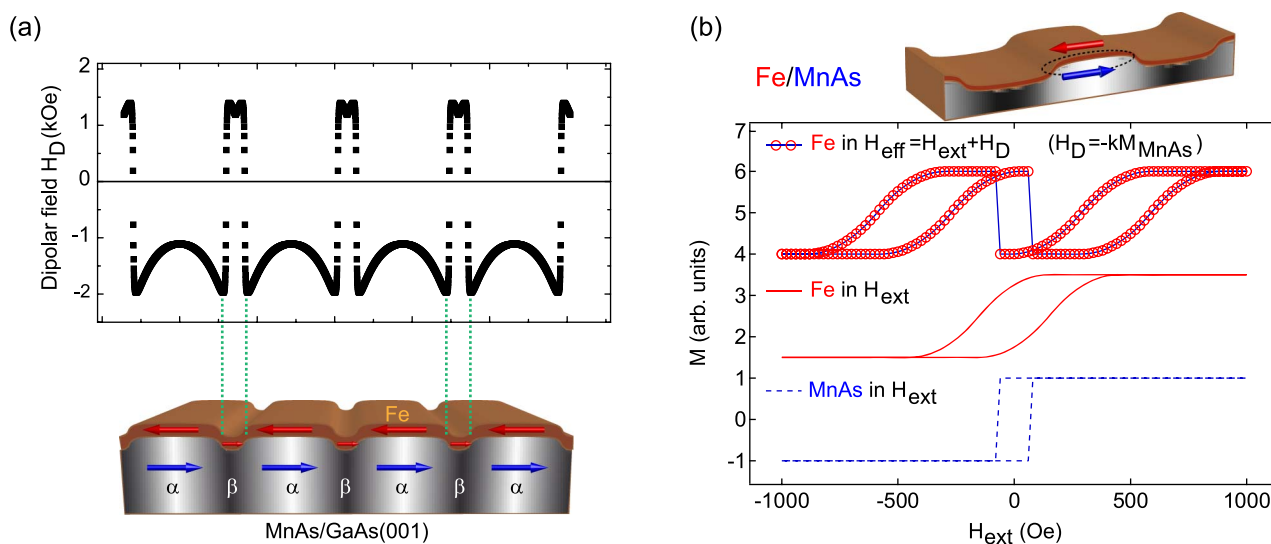 (a)
Dipolar field H_D(kOe)
2
1
0
-1
-2
Fe
α β α β α β α
MnAs/GaAs(001)
(b)
Fe/MnAs
M (arb. units)
7
6
5
4
3
2
1
0
-1
Fe in H_eff=H_ext+H_D (H_D=-kM_MnAs)
Fe in H_ext
MnAs in H_ext
-1000 -500 0 500 1000
H_ext (Oe)